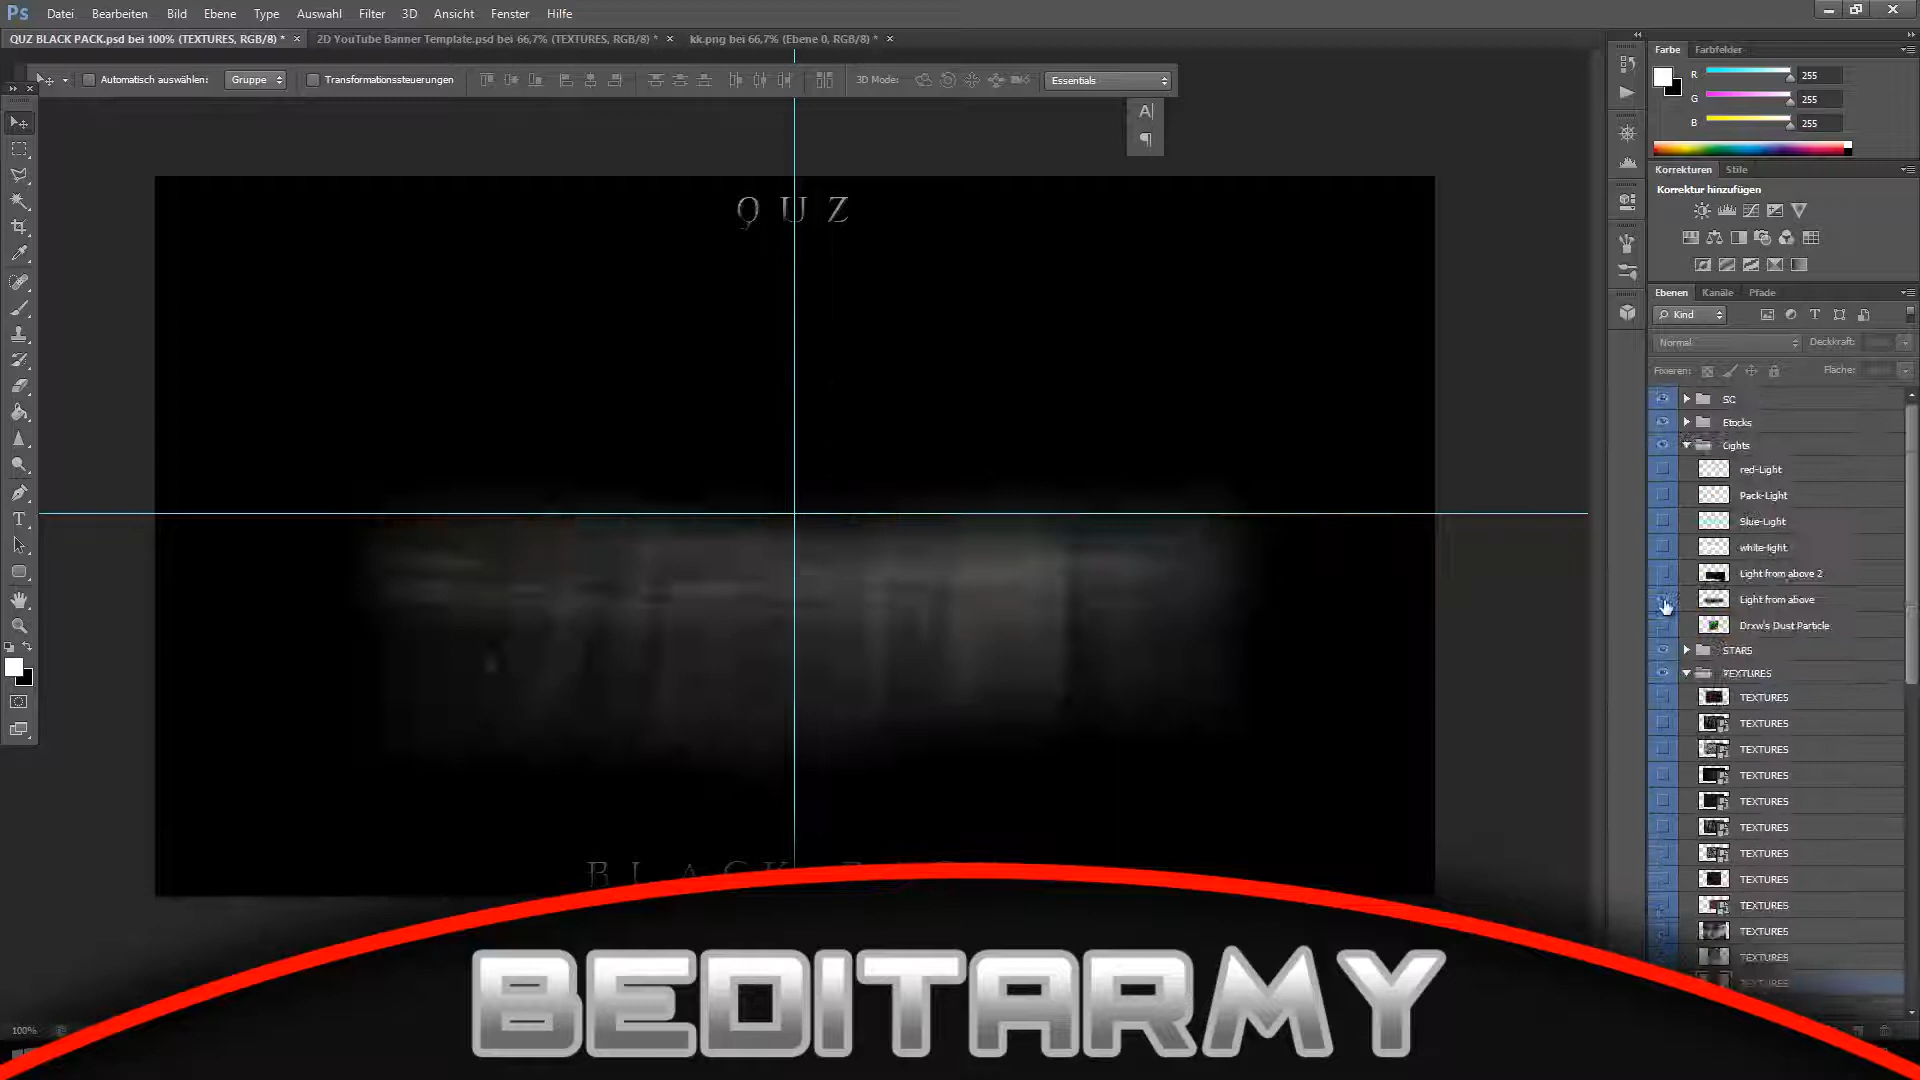 Ps Datei Bearbeiten Bild Ebene Type Auswahl Filter 3D Ansicht Fenster Hilfe
QUZ BLACK PACK.psd bei 100% (TEXTURES, RGB/8) * × 2D YouTube Banner Template.psd bei 66,7% (TEXTURES, RGB/8) * × kk.png bei 66,7% (Ebene 0, RGB/8) * ×
Automatisch auswählen: Gruppe Transformationssteuerungen 3D Mode: Essentials
Farbe Farbfelder
R 255
G 255
B 255
Korrekturen Stile
Korrektur hinzufügen
QUZ
Ebenen Kanäle Pfade
Kind
Normal Deckkraft:
Fixieren: Fläche:
SC
Etocks
Cights
red-Light
Pack-Light
Slue-Light
white-light
Light from above 2
Light from above
Drxw's Dust Particle
STARS
TEXTURES
TEXTURES
TEXTURES
TEXTURES
TEXTURES
TEXTURES
TEXTURES
TEXTURES
TEXTURES
TEXTURES
TEXTURES
TEXTURES
TEXTURES
BLACK
100%
BEDITARMY